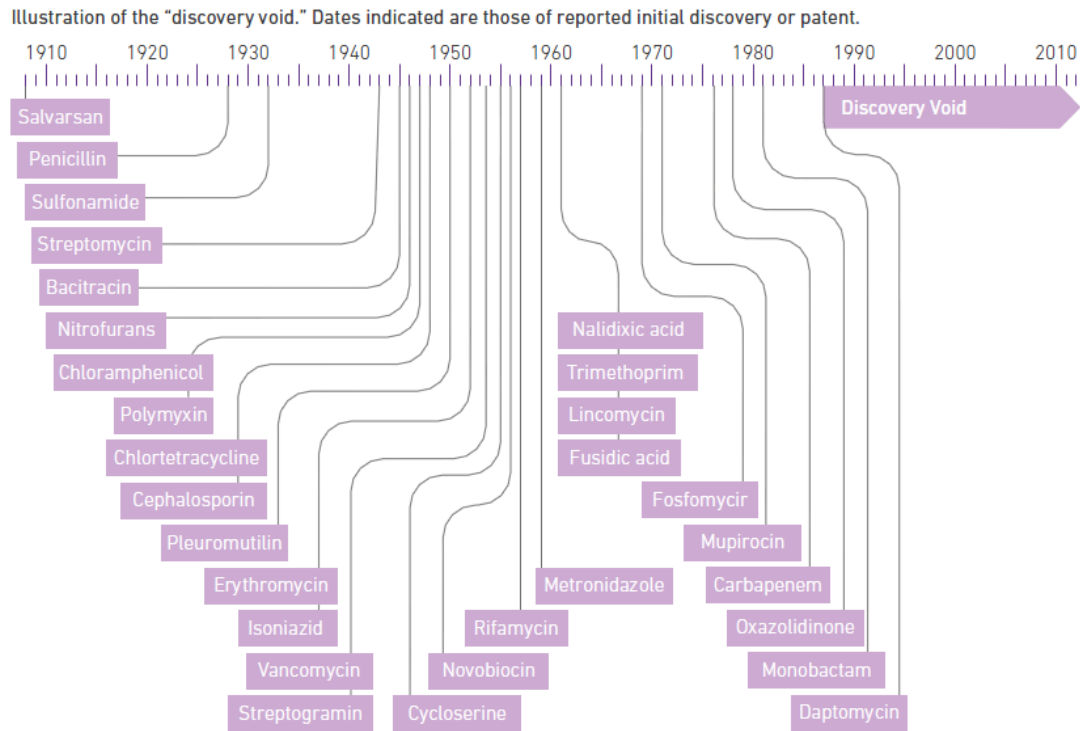 Illustration of the “discovery void.” Dates indicated are those of reported initial discovery or patent.
1910 1920 1930 1940 1950 1960 1970 1980 1990 2000 2010
Salvarsan
Discovery Void
Penicillin
Sulfonamide
Streptomycin
Bacitracin
Nitrofurans
Nalidixic acid
Chloramphenicol
Trimethoprim
Polymyxin
Lincomycin
Chlortetracycline
Fusidic acid
Cephalosporin
Fosfomycir
Pleuromutilin
Mupirocin
Erythromycin
Metronidazole
Carbapenem
Isoniazid
Rifamycin
Oxazolidinone
Vancomycin
Novobiocin
Monobactam
Streptogramin
Cycloserine
Daptomycin